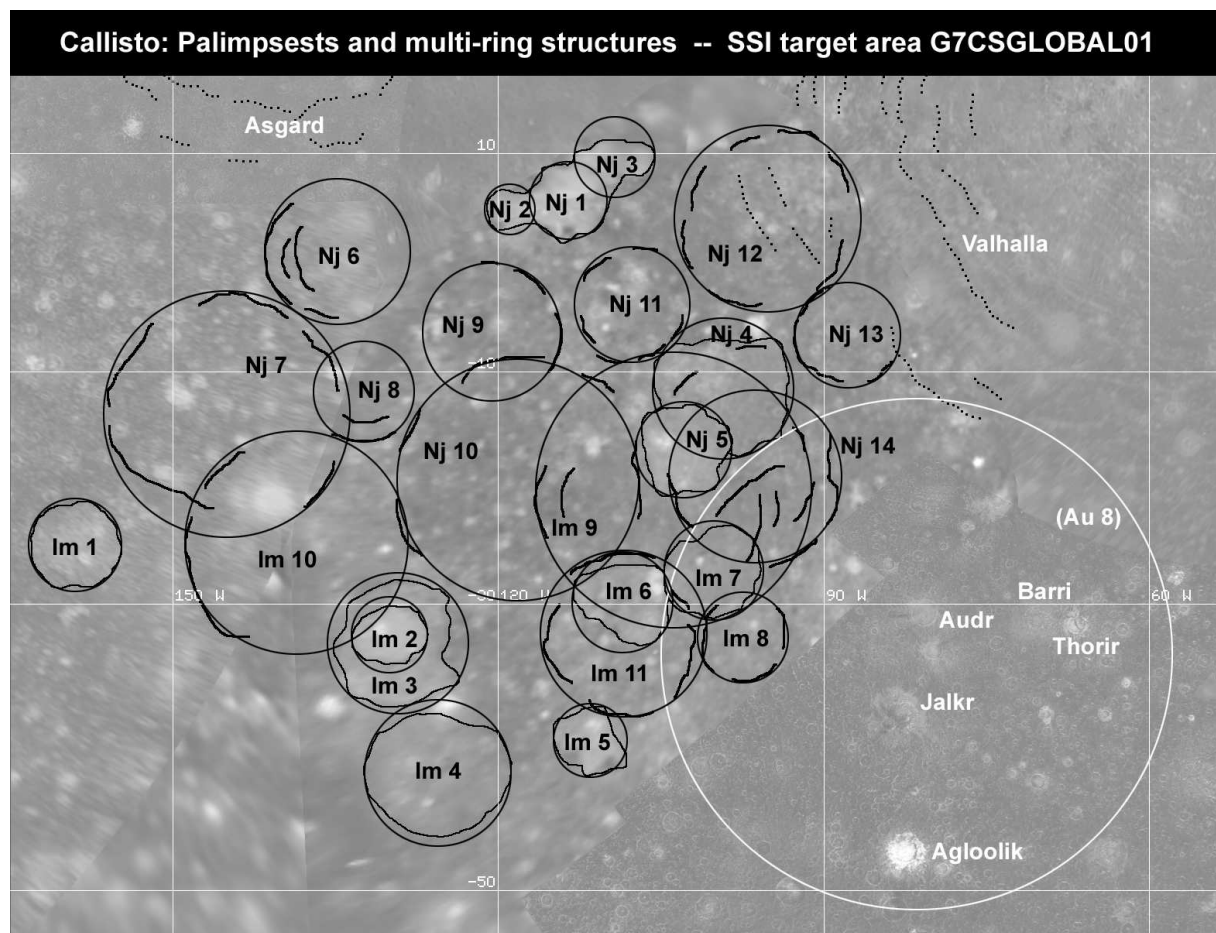 Callisto: Palimpsests and multi-ring structures -- SSI target area G7CSGLOBAL01
Asgard
10
Nj 3
Nj 2
Nj 1
Valhalla
Nj 12
Nj 6
Nj 11
Nj 9
Nj 4
Nj 13
Nj 7
-10
Nj 8
Nj 5
Nj 14
Nj 10
(Au 8)
Im 9
Im 1
Im 10
Im 7
Im 6
150 W
-30
120 W
90 W
60 W
Barri
Audr
Im 2
Im 8
Thorir
Im 11
Im 3
Jalkr
Im 5
Im 4
Agloolik
-50